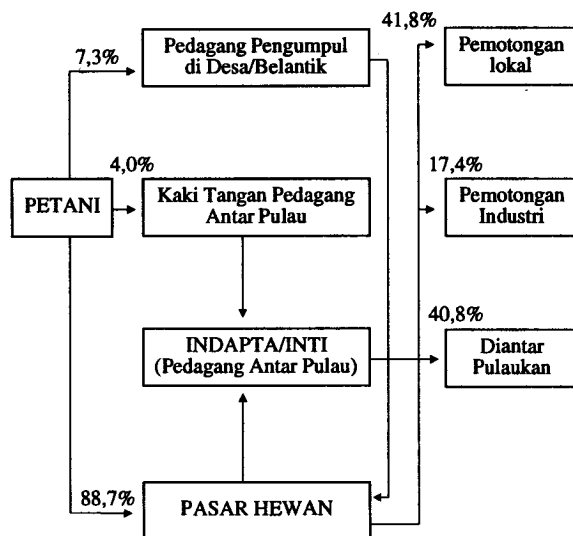 7,3%
Pedagang Pengumpul
di Desa/Belantik
41,8%
Pemotongan
lokal
PETANI
4,0%
Kaki Tangan Pedagang
Antar Pulau
17,4%
Pemotongan
Industri
INDAPTA/INTI
(Pedagang Antar Pulau)
40,8%
Diantar
Pulaukan
88,7%
PASAR HEWAN